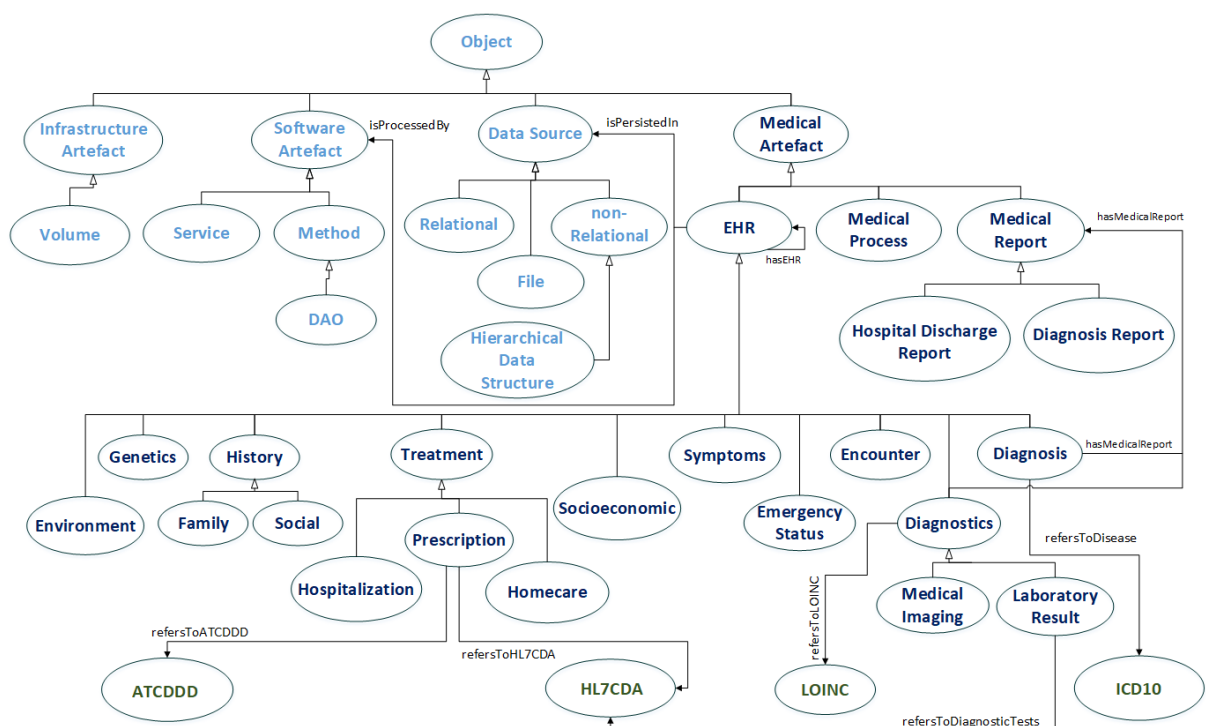 Object
Infrastructure
Artefact
Software
Artefact
isProcessedBy
Data Source
isPersistedIn
Medical
Artefact
Volume
Service
Method
Relational
non-
Relational
EHR
hasEHR
Medical
Process
Medical
Report
hasMedicalReport
File
DAO
Hierarchical
Data
Structure
Hospital Discharge
Report
Diagnosis Report
Genetics
History
Treatment
Symptoms
Encounter
Diagnosis
hasMedicalReport
Environment
Family
Social
Socioeconomic
Emergency
Status
Diagnostics
Prescription
refersToDisease
Hospitalization
Homecare
refersToLOINC
Medical
Imaging
Laboratory
Result
refersToATCDDD
refersToHL7CDA
ATCDDD
HL7CDA
LOINC
ICD10
refersToDiagnosticTests